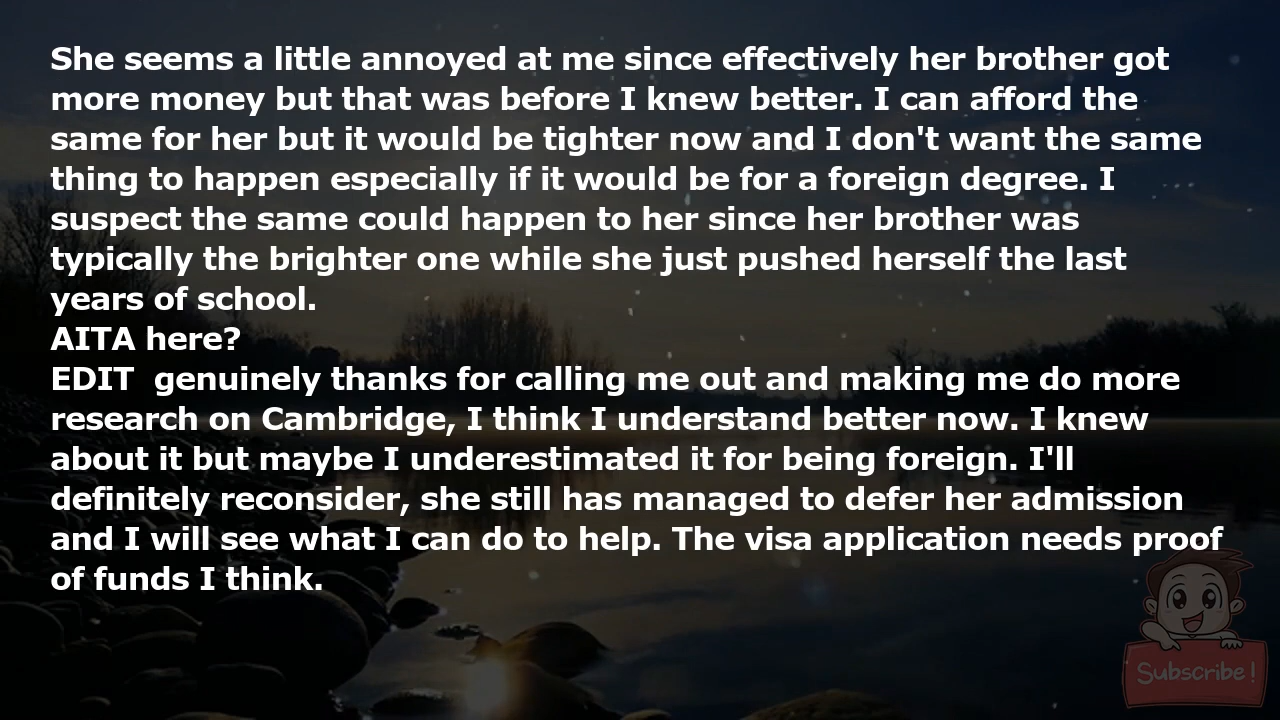 She seems a little annoyed at me since effectively her brother got
more money but that was before I knew better. I can afford the
same for her but it would be tighter now and I don't want the same
thing to happen especially if it would be for a foreign degree. I
suspect the same could happen to her since her brother was
typically the brighter one while she just pushed herself the last
years of school.
AITA here?
EDIT  genuinely thanks for calling me out and making me do more
research on Cambridge, I think I understand better now. I knew
about it but maybe I underestimated it for being foreign. I'll
definitely reconsider, she still has managed to defer her admission
and I will see what I can do to help. The visa application needs proof
of funds I think.
Subscribe!